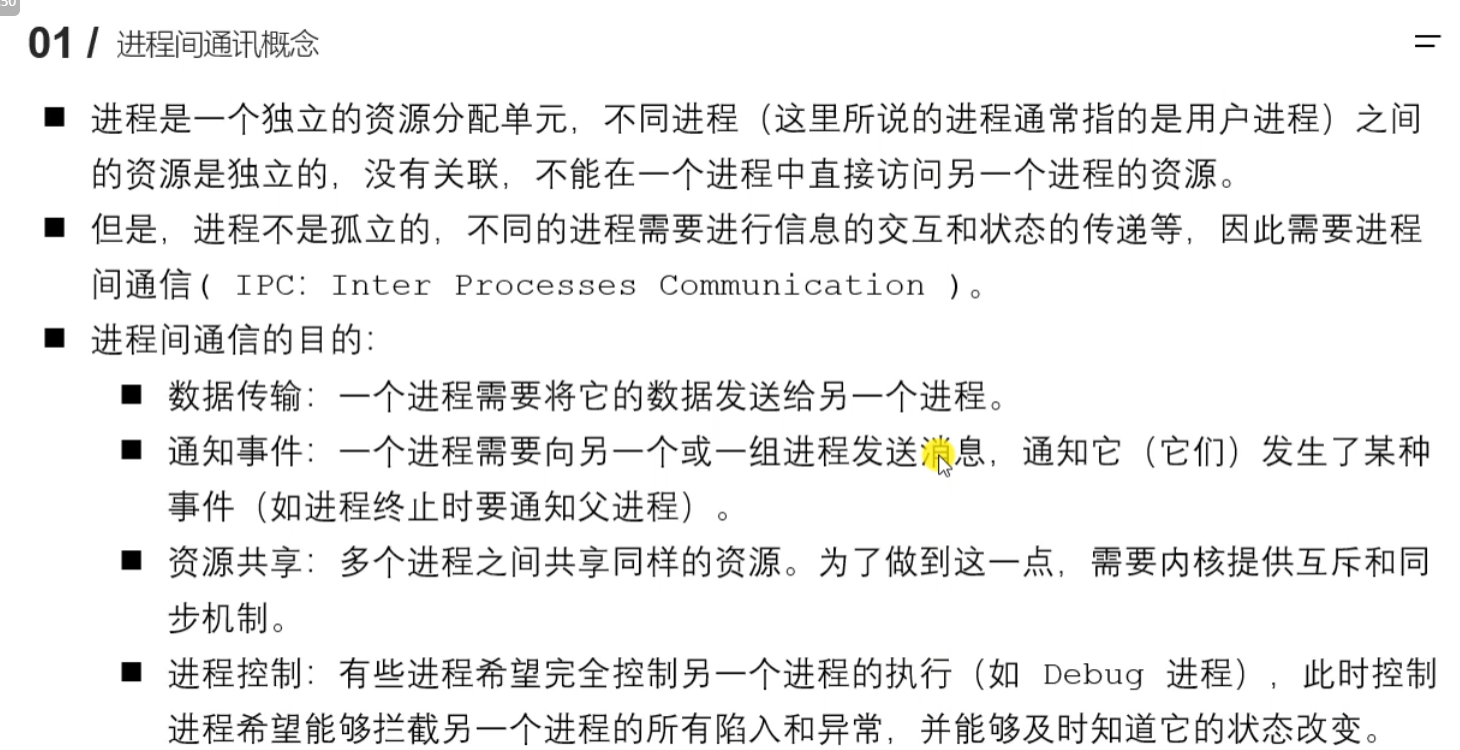 50
01 / 进程间通讯概念
■ 进程是一个独立的资源分配单元，不同进程（这里所说的进程通常指的是用户进程）之间
的资源是独立的，没有关联，不能在一个进程中直接访问另一个进程的资源。
■ 但是，进程不是孤立的，不同的进程需要进行信息的交互和状态的传递等，因此需要进程
间通信( IPC：Inter Processes Communication )。
■ 进程间通信的目的：
■ 数据传输：一个进程需要将它的数据发送给另一个进程。
■ 通知事件：一个进程需要向另一个或一组进程发送消息，通知它（它们）发生了某种
事件（如进程终止时要通知父进程）。
■ 资源共享：多个进程之间共享同样的资源。为了做到这一点，需要内核提供互斥和同
步机制。
■ 进程控制：有些进程希望完全控制另一个进程的执行（如 Debug 进程），此时控制
进程希望能够拦截另一个进程的所有陷入和异常，并能够及时知道它的状态改变。